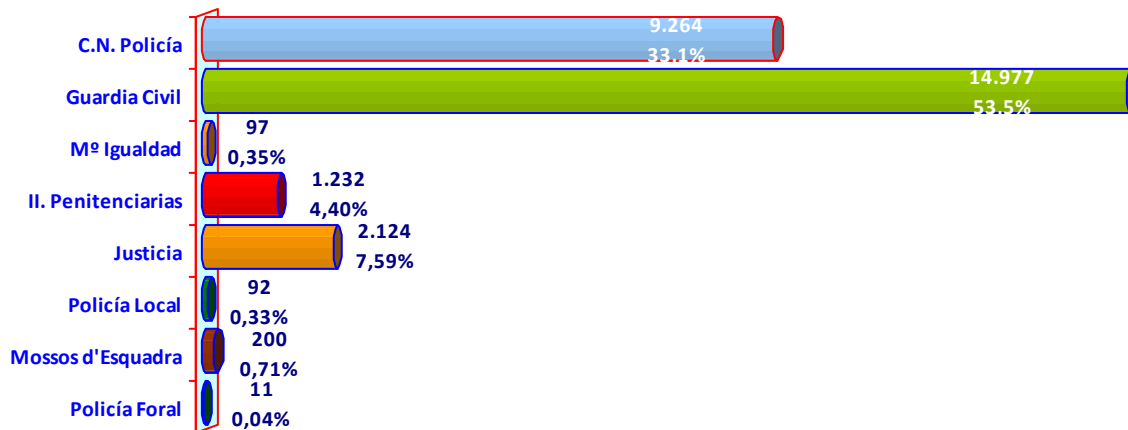 C.N. Policía
9.264
33.1%
Guardia Civil
14.977
53.5%
Mº Igualdad
97
0,35%
II. Penitenciarias
1.232
4,40%
Justicia
2.124
7,59%
Policía Local
92
0,33%
Mossos d'Esquadra
200
0,71%
Policía Foral
11
0,04%